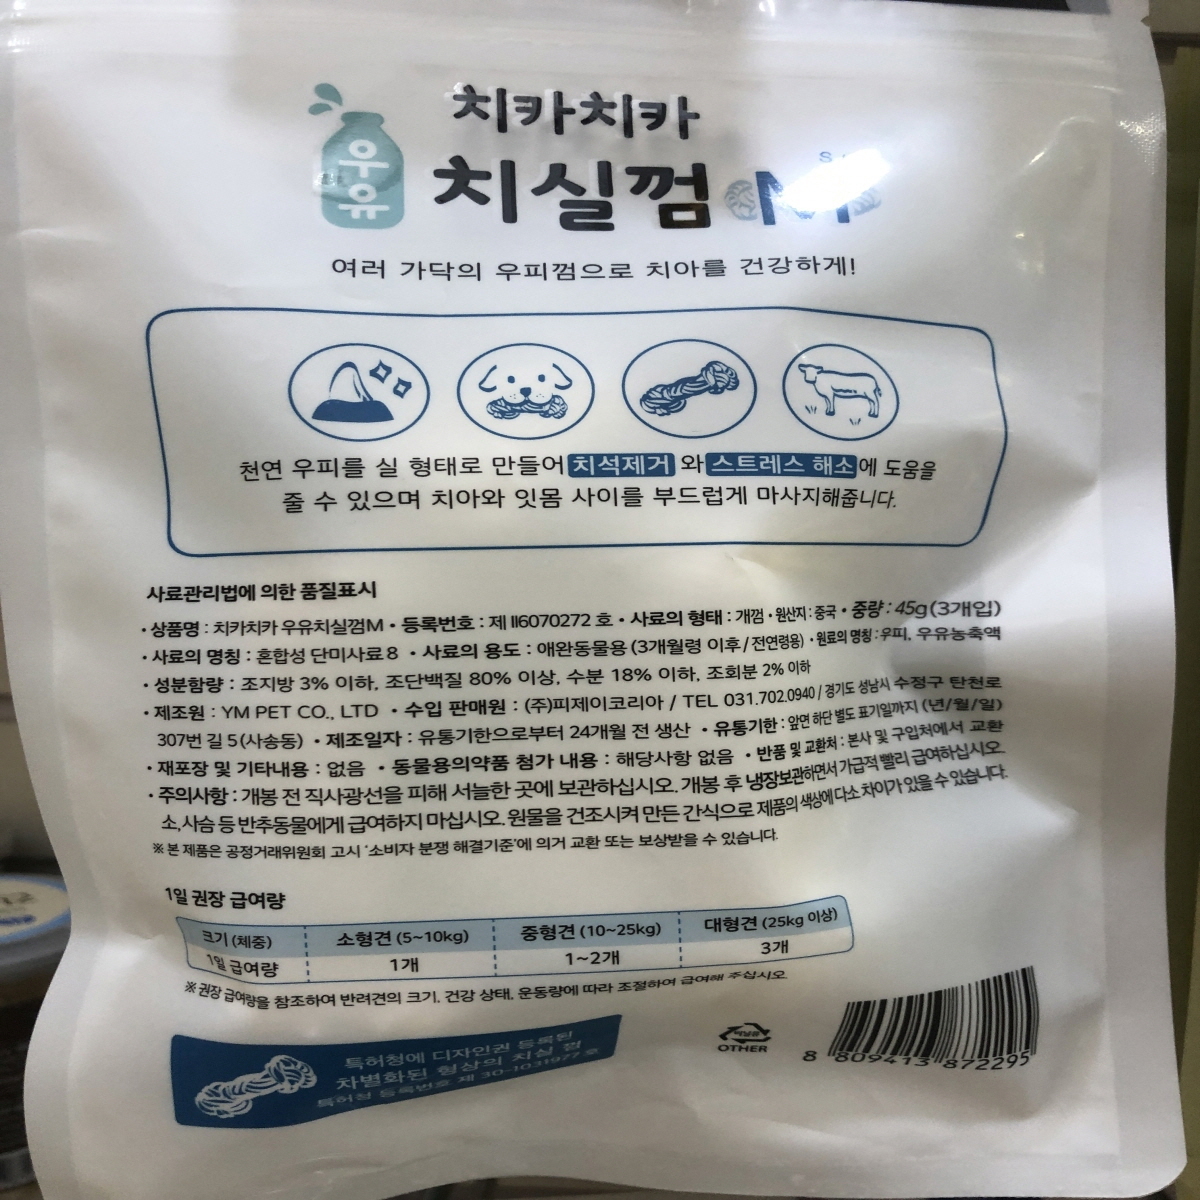 치카치카
우유
치실껌 M
여러 가닥의 우피껌으로 치아를 건강하게!
천연 우피를 실 형태로 만들어 치석제거 와 스트레스 해소에 도움을
줄 수 있으며 치아와 잇몸 사이를 부드럽게 마사지해줍니다.
사료관리법에 의한 품질표시
• 상품명 : 치카치카 우유치실껌M • 등록번호 : 제 Ⅱ6070272 호 • 사료의 형태 : 개껌 • 원산지 : 중국 • 중량 : 45g(3개입)
• 사료의 명칭 : 혼합성 단미사료 8 • 사료의 용도 : 애완동물용 (3개월령 이후 / 전연령용) • 원료의 명칭 : 우피, 우유농축액
• 성분함량 : 조지방 3% 이하, 조단백질 80% 이상, 수분 18% 이하, 조회분 2% 이하
• 제조원 : YM PET CO., LTD • 수입 판매원 : (주)피제이코리아 / TEL 031.702.0940 / 경기도 성남시 수정구 탄천로
307번 길 5 (사송동) • 제조일자 : 유통기한으로부터 24개월 전 생산 • 유통기한 : 앞면 하단 별도 표기일까지 (년/월/일)
• 재포장 및 기타내용 : 없음 • 동물용의약품 첨가 내용 : 해당사항 없음 • 반품 및 교환처 : 본사 및 구입처에서 교환
• 주의사항 : 개봉 전 직사광선을 피해 서늘한 곳에 보관하십시오. 개봉 후 냉장보관하면서 가급적 빨리 급여하십시오.
소,사슴 등 반추동물에게 급여하지 마십시오. 원물을 건조시켜 만든 간식으로 제품의 색상에 다소 차이가 있을 수 있습니다.
※ 본 제품은 공정거래위원회 고시 '소비자 분쟁 해결기준'에 의거 교환 또는 보상받을 수 있습니다.
1일 권장 급여량
크기 (체중) 소형견 (5~10kg) 중형견 (10~25kg) 대형견 (25kg 이상)
1일 급여량 1개 1~2개 3개
※ 권장 급여량을 참조하여 반려견의 크기, 건강 상태, 운동량에 따라 조절하여 급여해 주십시오
특허청에 디자인권 등록된
차별화된 형상의 치실 껌
특허청 등록번호 제 30-1031977 호
비닐류
OTHER
8 809413 872295